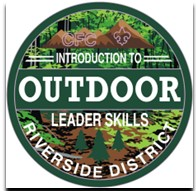 CFC
INTRODUCTION TO
OUTDOOR
LEADER SKILLS
RIVERSIDE DISTRICT